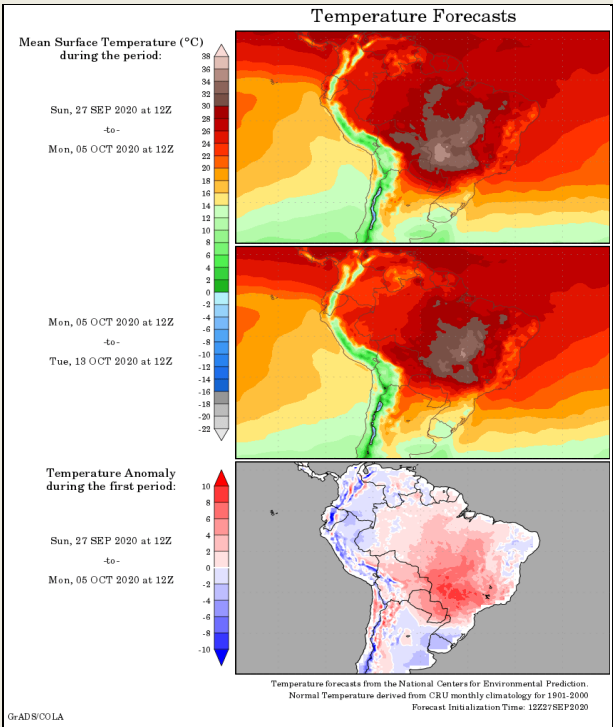 Temperature Forecasts
Mean Surface Temperature (°C)
during the period:
38
36
34
32
30
28
26
24
22
20
18
16
14
12
10
8
6
4
2
0
-2
-4
-6
-8
-10
-12
-14
-16
-18
-20
-22
Sun, 27 SEP 2020 at 12Z
-to-
Mon, 05 OCT 2020 at 12Z
Mon, 05 OCT 2020 at 12Z
-to-
Tue, 13 OCT 2020 at 12Z
Temperature Anomaly
during the first period:
10
8
6
4
2
0
-2
-4
-6
-8
-10
Sun, 27 SEP 2020 at 12Z
-to-
Mon, 05 OCT 2020 at 12Z
Temperature forecasts from the National Centers for Environmental Prediction.
Normal Temperature derived from CRU monthly climatology for 1901-2000
Forecast Initialization Time: 12Z27SEP2020
GrADS/COLA